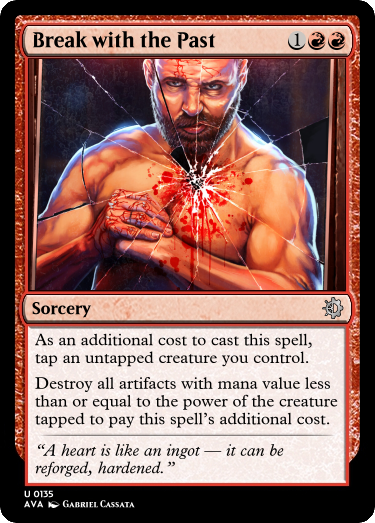 Break with the Past 1
Sorcery
As an additional cost to cast this spell,
tap an untapped creature you control.
Destroy all artifacts with mana value less
than or equal to the power of the creature
tapped to pay this spell's additional cost.
“A heart is like an ingot — it can be
reforged, hardened.”
U 0135
AVA Gabriel Cassata